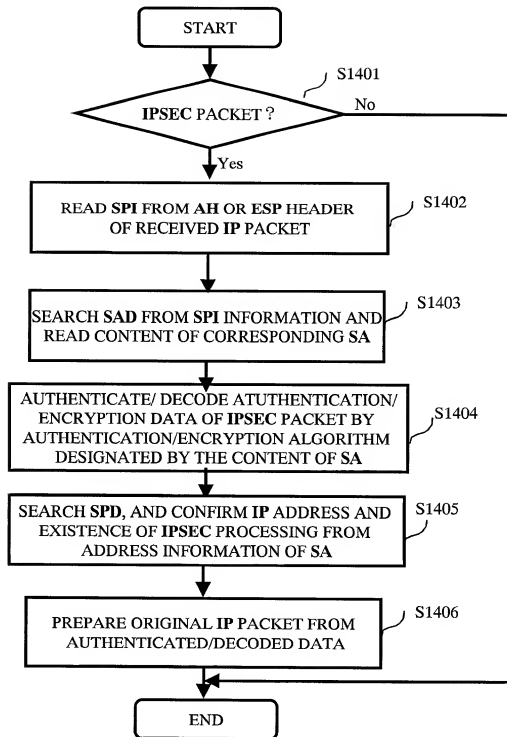 START
S1401
IPSEC PACKET ?
No
Yes
READ SPI FROM AH OR ESP HEADER
OF RECEIVED IP PACKET
S1402
SEARCH SAD FROM SPI INFORMATION AND
READ CONTENT OF CORRESPONDING SA
S1403
AUTHENTICATE/ DECODE ATUTHENTICATION/
ENCRYPTION DATA OF IPSEC PACKET BY
AUTHENTICATION/ENCRYPTION ALGORITHM
DESIGNATED BY THE CONTENT OF SA
S1404
SEARCH SPD, AND CONFIRM IP ADDRESS AND
EXISTENCE OF IPSEC PROCESSING FROM
ADDRESS INFORMATION OF SA
S1405
PREPARE ORIGINAL IP PACKET FROM
AUTHENTICATED/DECODED DATA
S1406
END